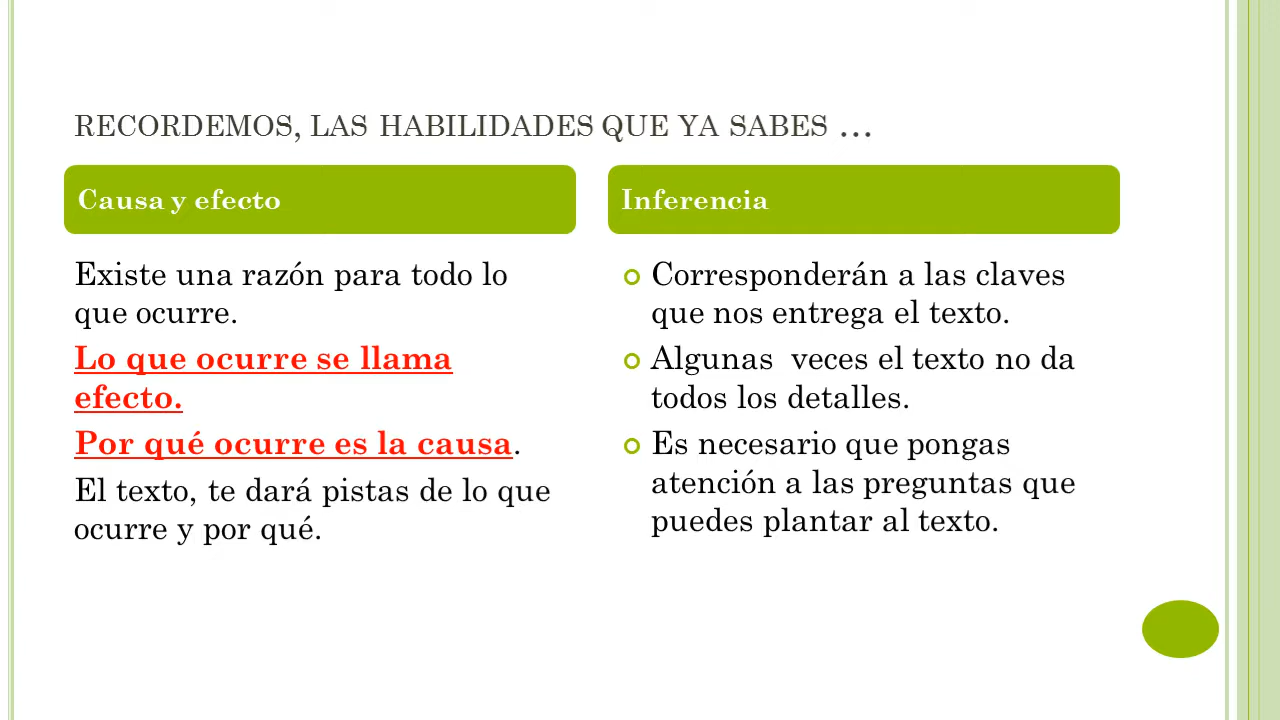 RECORDEMOS, LAS HABILIDADES QUE YA SABES ...
Causa y efecto
Existe una razón para todo lo
que ocurre.
Lo que ocurre se llama
efecto.
Por qué ocurre es la causa.
El texto, te dará pistas de lo que
ocurre y por qué.
Inferencia
Corresponderán a las claves
que nos entrega el texto.
Algunas  veces el texto no da
todos los detalles.
Es necesario que pongas
atención a las preguntas que
puedes plantar al texto.